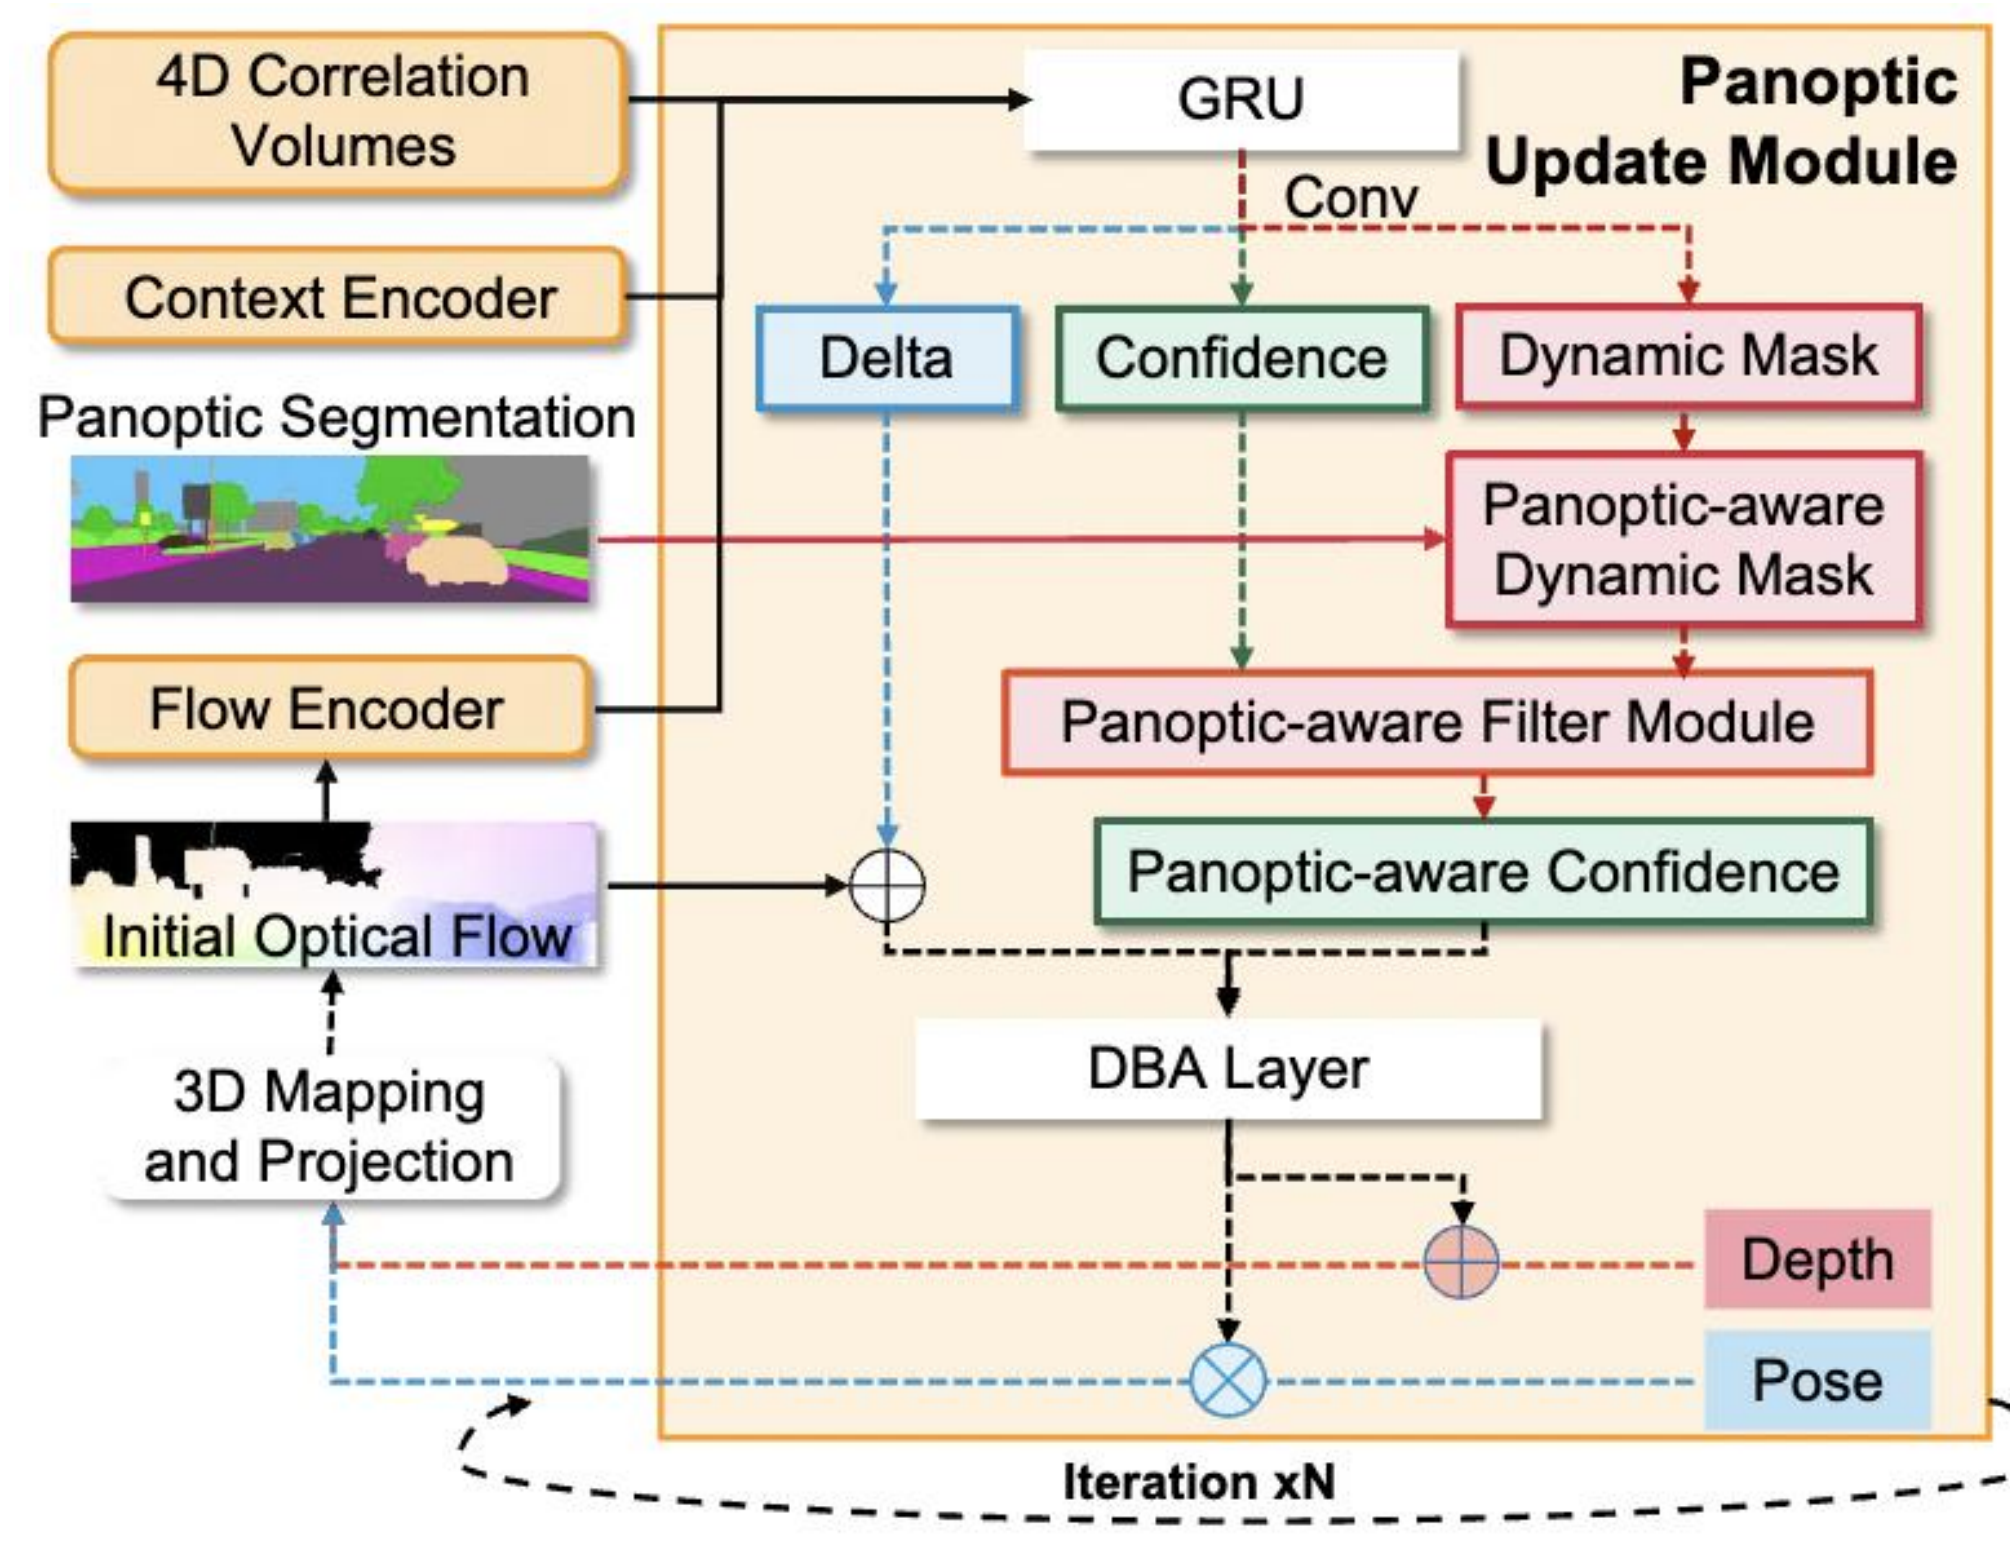 4D Correlation
Volumes
GRU
Panoptic
Update Module
Conv
Context Encoder
Delta
Confidence
Dynamic Mask
Panoptic Segmentation
Panoptic-aware
Dynamic Mask
Flow Encoder
Panoptic-aware Filter Module
Panoptic-aware Confidence
Initial Optical Flow
DBA Layer
3D Mapping
and Projection
Depth
Pose
Iteration xN